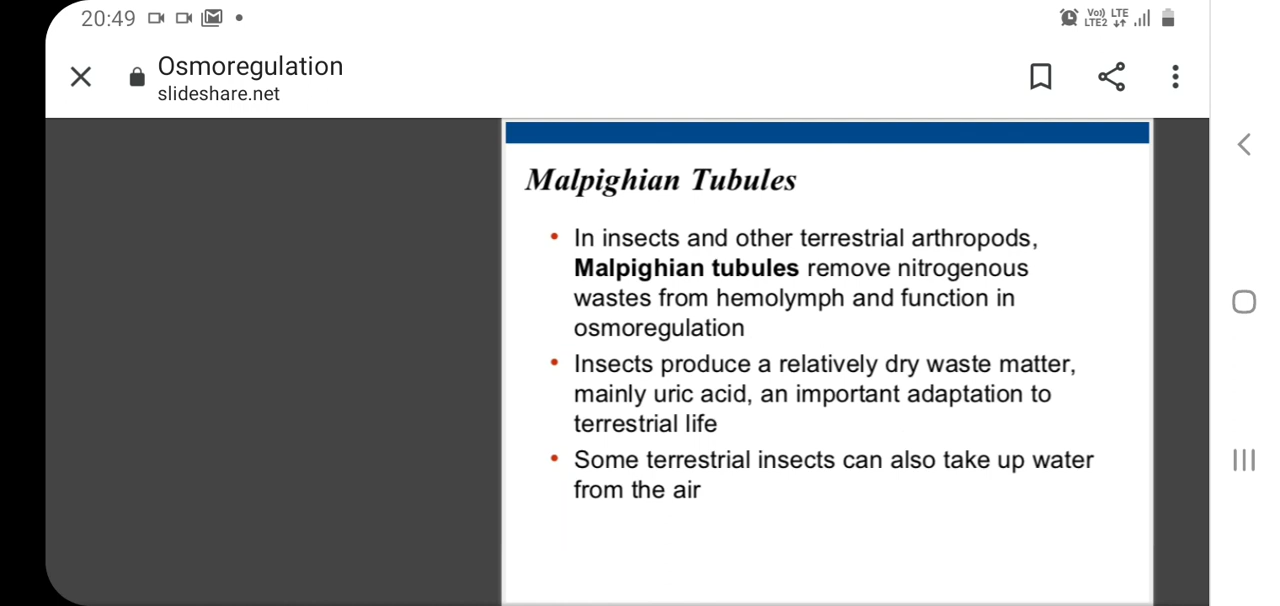 20:49
Vo)) LTE
LTE2
Osmoregulation
slideshare.net
Malpighian Tubules
• In insects and other terrestrial arthropods,
Malpighian tubules remove nitrogenous
wastes from hemolymph and function in
osmoregulation
• Insects produce a relatively dry waste matter,
mainly uric acid, an important adaptation to
terrestrial life
• Some terrestrial insects can also take up water
from the air